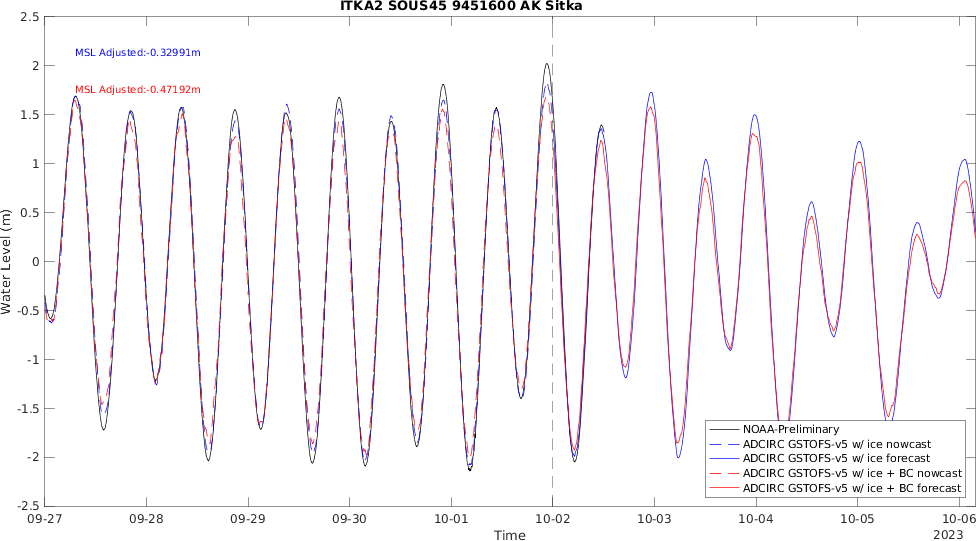 ITKA2 SOUS45 9451600 AK Sitka
MSL Adjusted:-0.32991m
MSL Adjusted:-0.47192m
Water Level (m)
2.5
2
1.5
1
0.5
0
-0.5
-1
-1.5
-2
-2.5
NOAA-Preliminary
ADCIRC GSTOFS-v5 w/ ice nowcast
ADCIRC GSTOFS-v5 w/ ice forecast
ADCIRC GSTOFS-v5 w/ ice + BC nowcast
ADCIRC GSTOFS-v5 w/ ice + BC forecast
09-27 09-28 09-29 09-30 10-01 10-02 10-03 10-04 10-05 10-06
Time
2023